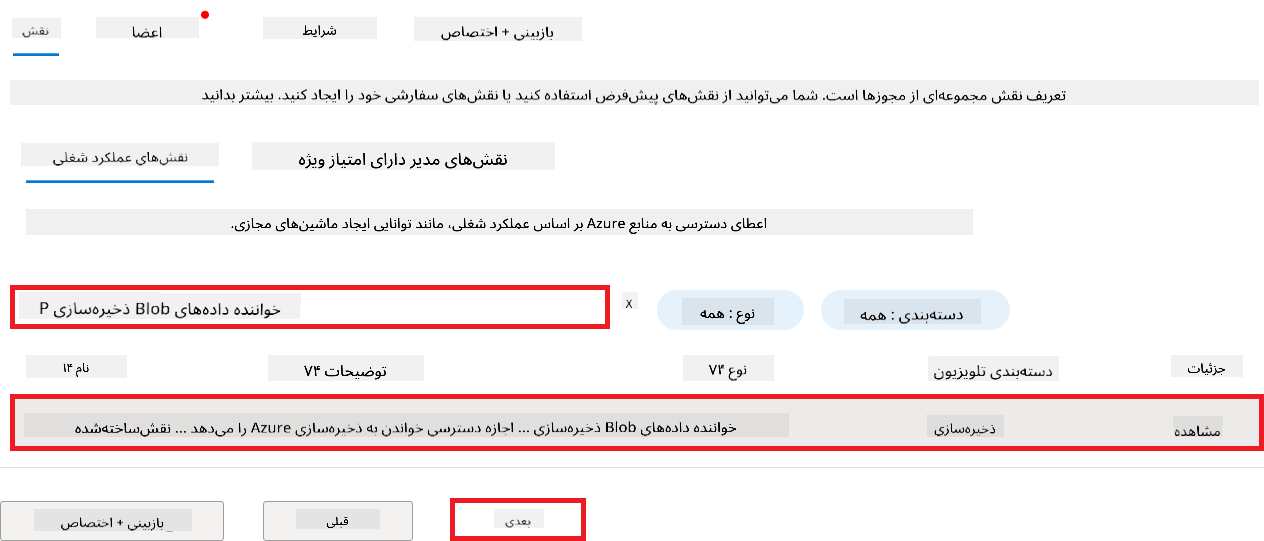 نقش
اعضا
شرایط
بازبینی + اختصاص
تعریف نقش مجموعه‌ای از مجوزها است. شما می‌توانید از نقش‌های پیش‌فرض استفاده کنید یا نقش‌های سفارشی خود را ایجاد کنید. بیشتر بدانید
نقش‌های عملکرد شغلی
نقش‌های مدیر دارای امتیاز ویژه
اعطای دسترسی به منابع Azure بر اساس عملکرد شغلی، مانند توانایی ایجاد ماشین‌های مجازی.
خواننده داده‌های Blob ذخیره‌سازی P
X
نوع : همه
دسته‌بندی : همه
نام ۱۴
توضیحات ۷۴
نوع ۷۴
دسته‌بندی تلویزیون
جزئیات
خواننده داده‌های Blob ذخیره‌سازی ... اجازه دسترسی خواندن به ذخیره‌سازی Azure را می‌دهد ... نقش‌ساخته‌شده
ذخیره‌سازی
مشاهده
بازبینی + اختصاص_
قبلی
بعدی